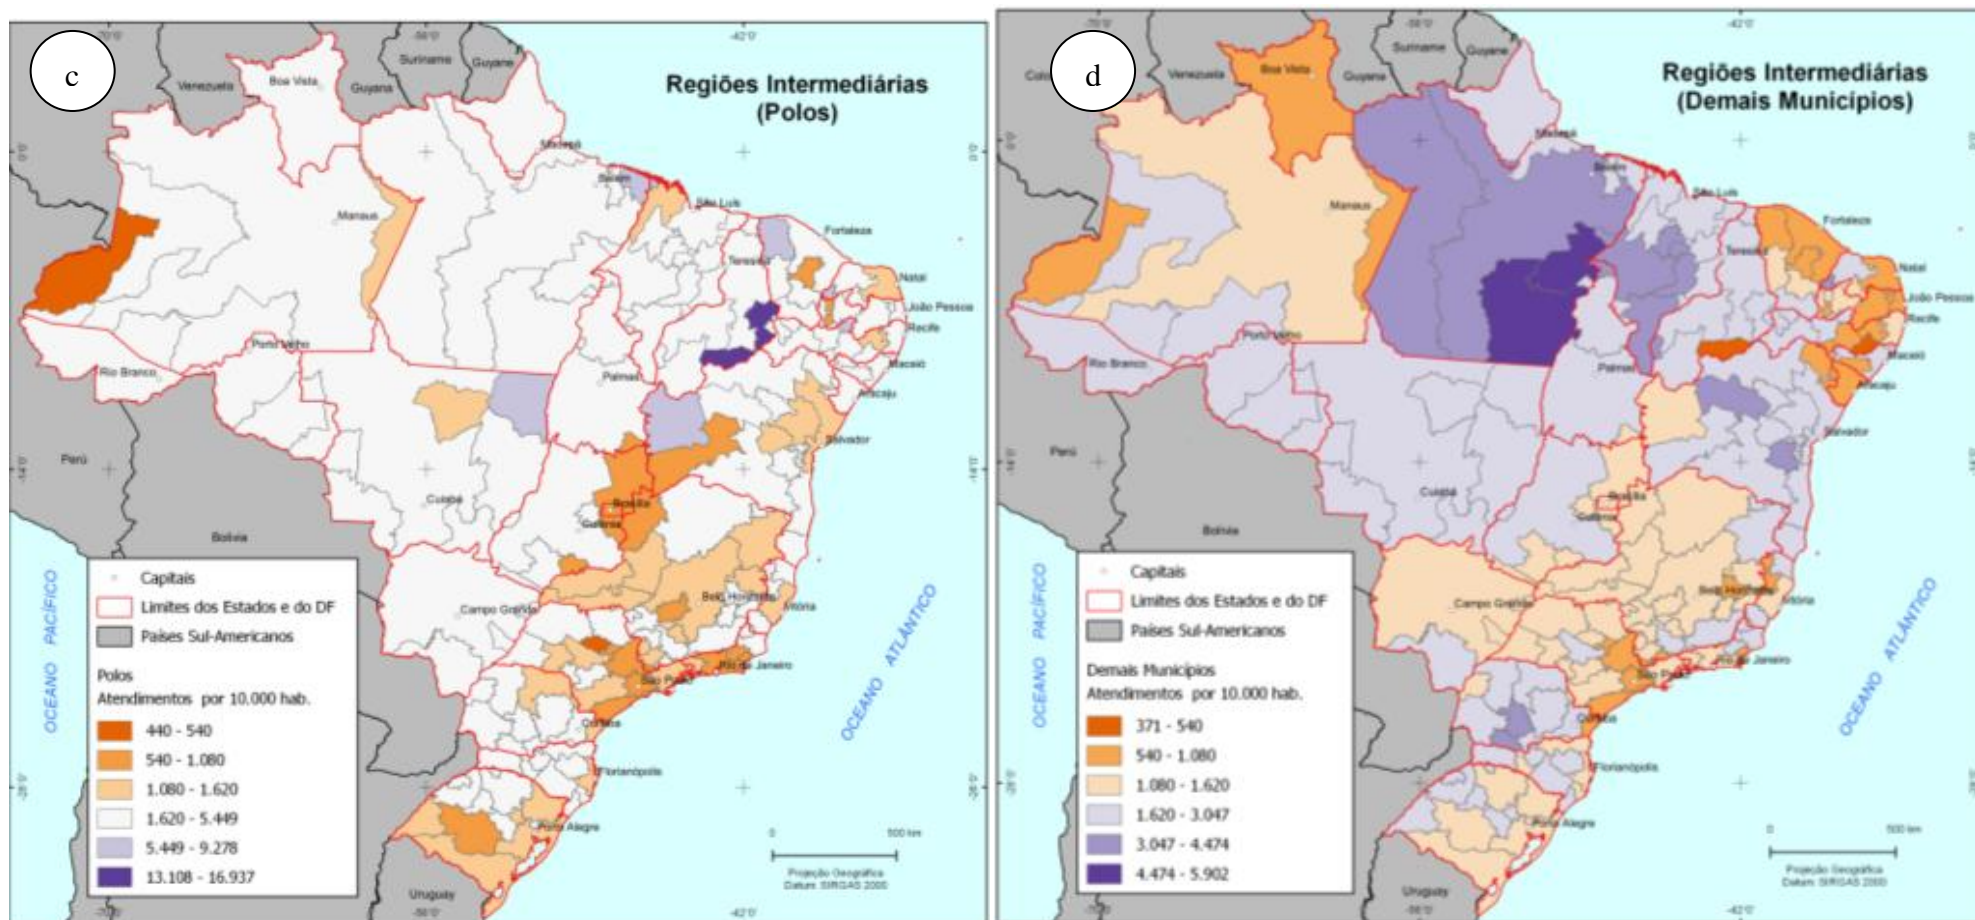 c
Regiões Intermediárias
(Polos)
Venezuela
Boa Vista
Guyana
Suriname
Guyane
Macapá
Belém
São Luís
Manaus
Fortaleza
Teresina
Natal
João Pessoa
Recife
Porto Velho
Maceió
Rio Branco
Palmas
Aracaju
Salvador
Perú
Cuiabá
Brasília
Goiânia
Bolivia
Belo Horizonte
Vitória
Campo Grande
Rio de Janeiro
São Paulo
Curitiba
Florianópolis
Porto Alegre
Uruguay
OCEANO PACÍFICO
OCEANO ATLÂNTICO
Capitais
Limites dos Estados e do DF
Países Sul-Americanos
Polos
Atendimentos por 10.000 hab.
440 - 540
540 - 1.080
1.080 - 1.620
1.620 - 5.449
5.449 - 9.278
13.108 - 16.937
0 500 km
Projeção Geográfica
Datum: SIRGAS 2000
d
Regiões Intermediárias
(Demais Municípios)
Colo
Venezuela
Boa Vista
Guyana
Suriname
Guyane
Macapá
Belém
São Luís
Manaus
Fortaleza
Teresina
Natal
João Pessoa
Recife
Porto Velho
Maceió
Rio Branco
Palmas
Aracaju
Salvador
Perú
Cuiabá
Brasília
Goiânia
Bolivia
Belo Horizonte
Vitória
Campo Grande
Rio de Janeiro
São Paulo
Curitiba
Florianópolis
Porto Alegre
Uruguay
OCEANO PACÍFICO
OCEANO ATLÂNTICO
Capitais
Limites dos Estados e do DF
Países Sul-Americanos
Demais Municípios
Atendimentos por 10.000 hab.
371 - 540
540 - 1.080
1.080 - 1.620
1.620 - 3.047
3.047 - 4.474
4.474 - 5.902
0 500 km
Projeção Geográfica
Datum: SIRGAS 2000